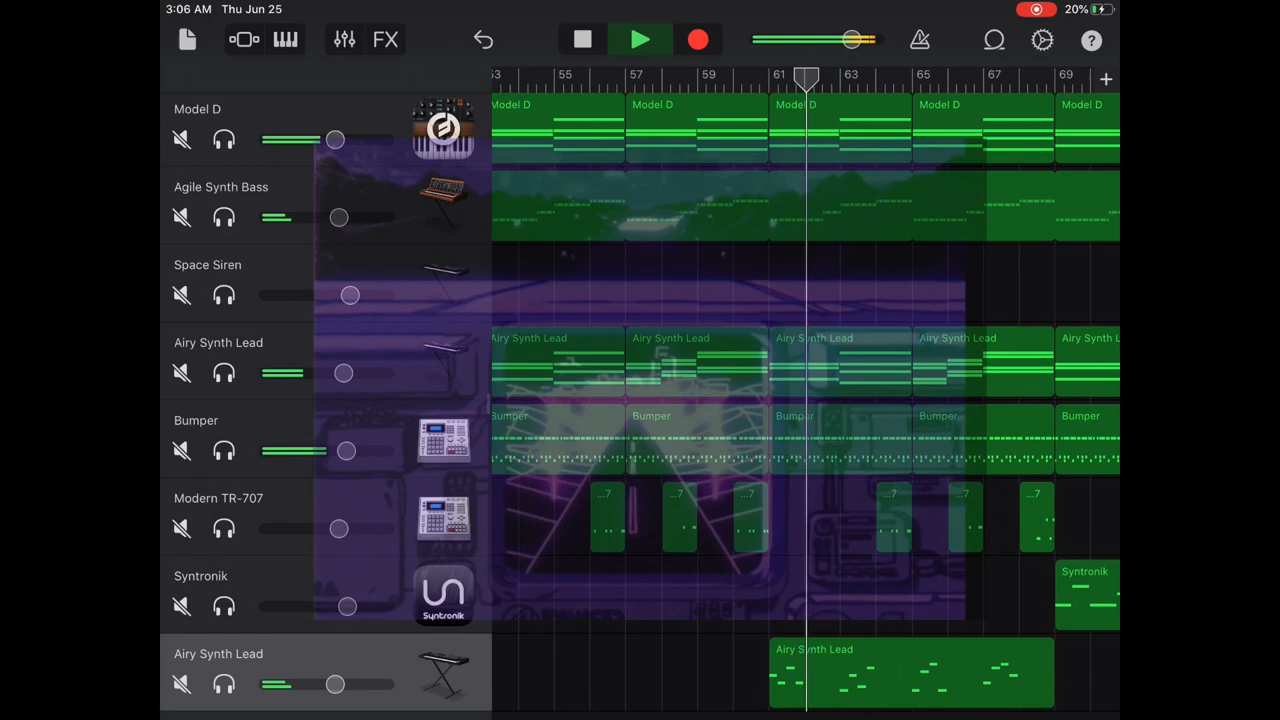 3:06 AM Thu Jun 25
20%
FX
?
53 55 57 59 61 63 65 67 69 +
Model D
Model D Model D Model D Model D Model D
Agile Synth Bass
Space Siren
Airy Synth Lead
Airy Synth Lead Airy Synth Lead Airy Synth Lead Airy Synth Lead Airy Synth L
Bumper
Bumper Bumper Bumper Bumper Bumper
Modern TR-707
...7 ...7 ...7 ...7 ...7 ...7
Syntronik
Syntronik
Syntronik
Airy Synth Lead
Airy Synth Lead